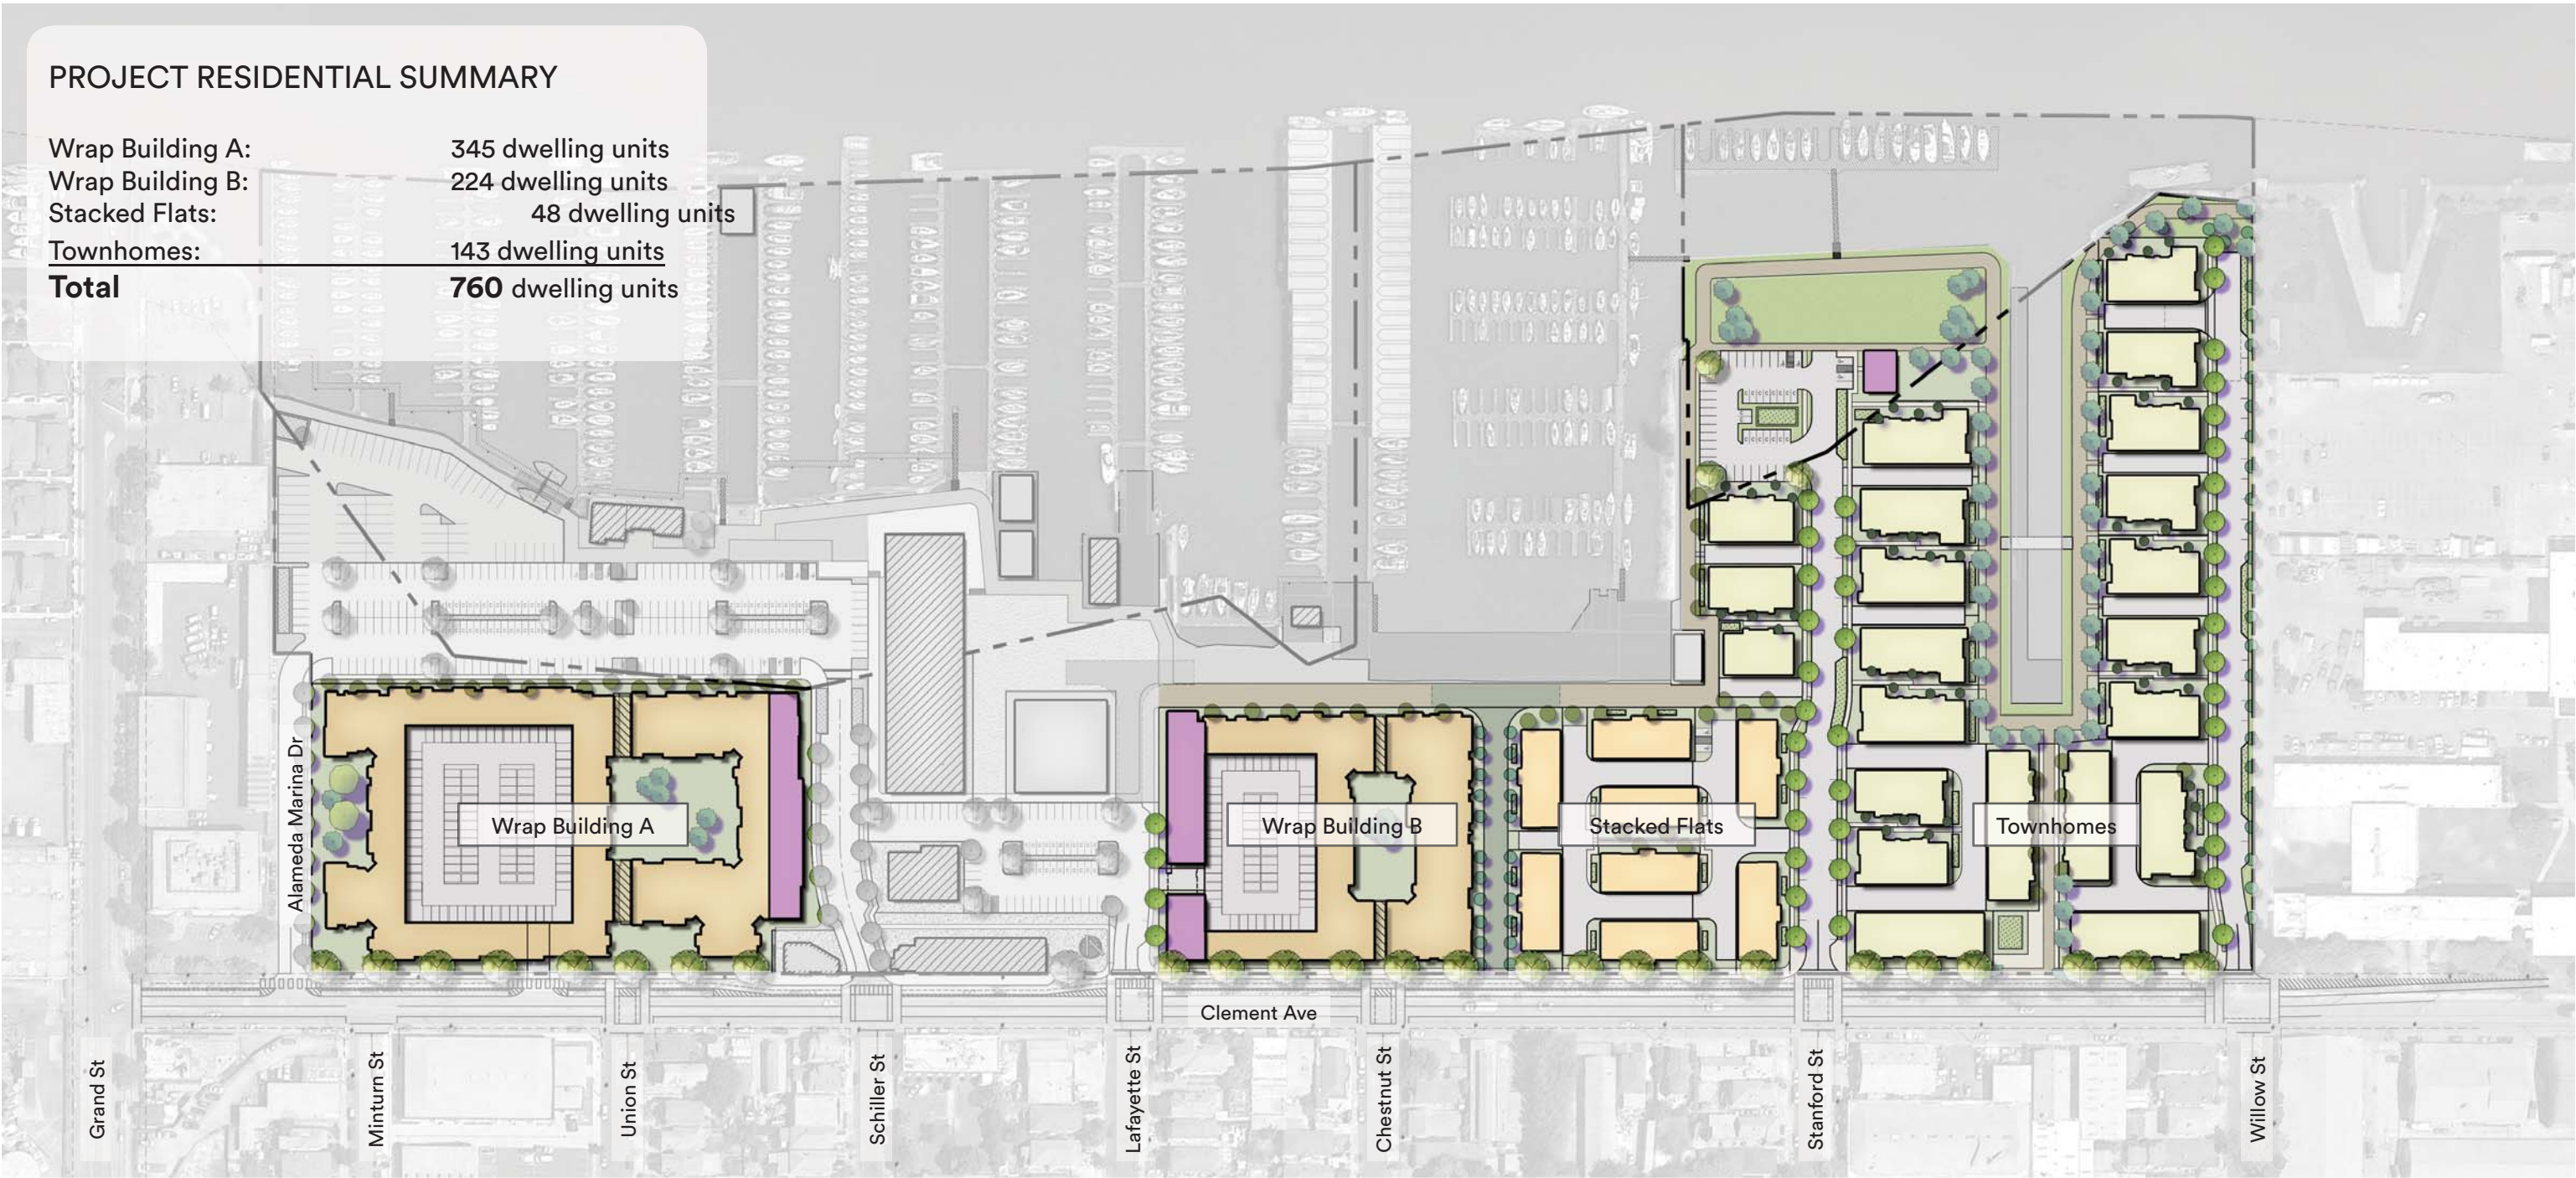 PROJECT RESIDENTIAL SUMMARY
Wrap Building A: 345 dwelling units
Wrap Building B: 224 dwelling units
Stacked Flats: 48 dwelling units
Townhomes: 143 dwelling units
Total 760 dwelling units
Alameda Marina Dr
Wrap Building A
Wrap Building B
Stacked Flats
Townhomes
Clement Ave
Grand St
Minturn St
Union St
Schiller St
Lafayette St
Chestnut St
Stanford St
Willow St